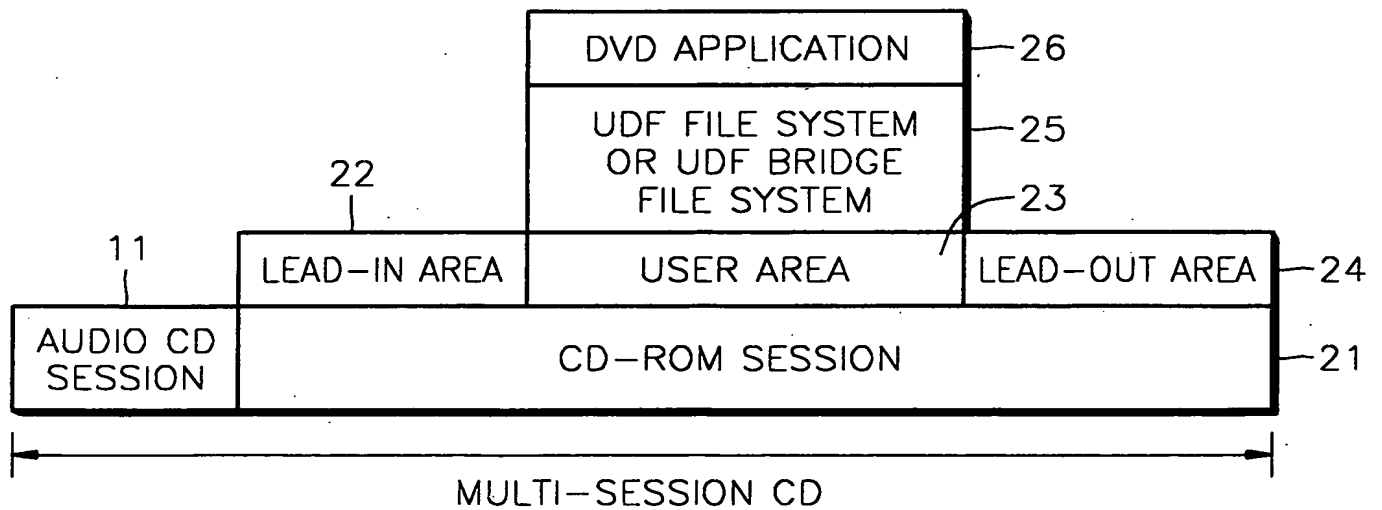 DVD APPLICATION
26
UDF FILE SYSTEM
OR UDF BRIDGE
FILE SYSTEM
25
22
23
11
LEAD-IN AREA
USER AREA
LEAD-OUT AREA
24
AUDIO CD
SESSION
CD-ROM SESSION
21
MULTI-SESSION CD